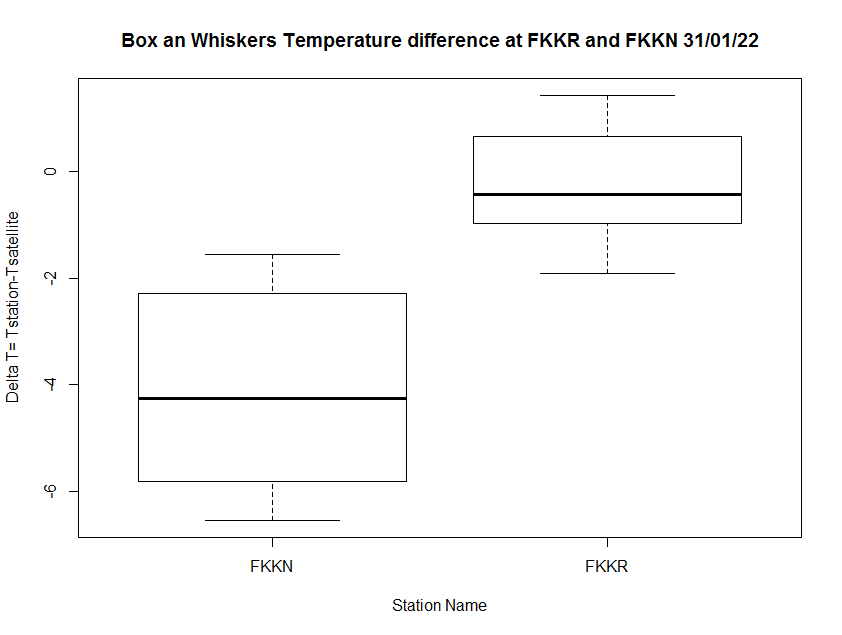 Box an Whiskers Temperature difference at FKKR and FKKN 31/01/22
Delta T= Tstation-Tsatellite
0
-2
-4
-6
FKKN
FKKR
Station Name